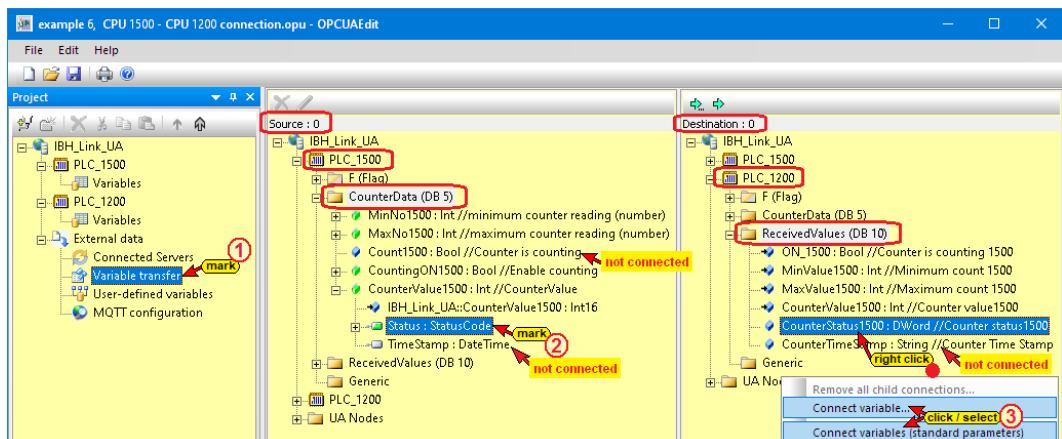 example 6, CPU 1500 - CPU 1200 connection.opu - OPCUAEdit
File Edit Help
Project
IBH_Link_UA
PLC_1500
Variables
PLC_1200
Variables
External data
Connected Servers
Variable transfer
mark
1
User-defined variables
MQTT configuration
Source : 0
IBH_Link_UA
PLC_1500
F (Flag)
CounterData (DB 5)
MinNo1500 : Int //minimum counter reading (number)
MaxNo1500 : Int //maximum counter reading (number)
Count1500 : Bool //Counter is counting
not connected
CountingON1500 : Bool //Enable counting
CounterValue1500 : Int //CounterValue
IBH_Link_UA::CounterValue1500 : Int16
Status : StatusCode
mark
2
TimeStamp : DateTime
not connected
ReceivedValues (DB 10)
Generic
PLC_1200
UA Nodes
Destination : 0
IBH_Link_UA
PLC_1500
PLC_1200
F (Flag)
CounterData (DB 5)
ReceivedValues (DB 10)
ON_1500 : Bool //Counter is counting 1500
MinValue1500 : Int //Minimum count 1500
MaxValue1500 : Int //Maximum count 1500
CounterValue1500 : Int //Counter value1500
CounterStatus1500 : DWord //Counter status1500
CounterTimeStamp : String //Counter Time Stamp
right click
not connected
Generic
UA Nod
Remove all child connections...
Connect variable...
click / select
3
Connect variables (standard parameters)